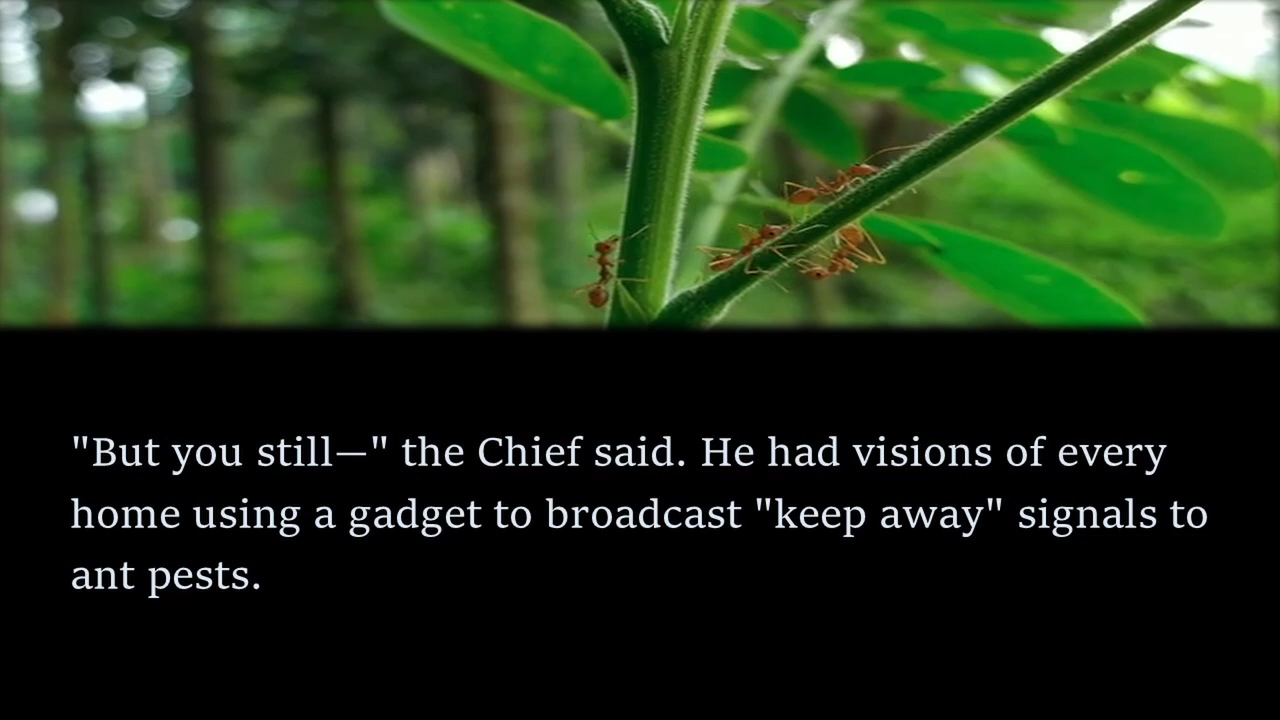 "But you still—" the Chief said. He had visions of every
home using a gadget to broadcast "keep away" signals to
ant pests.